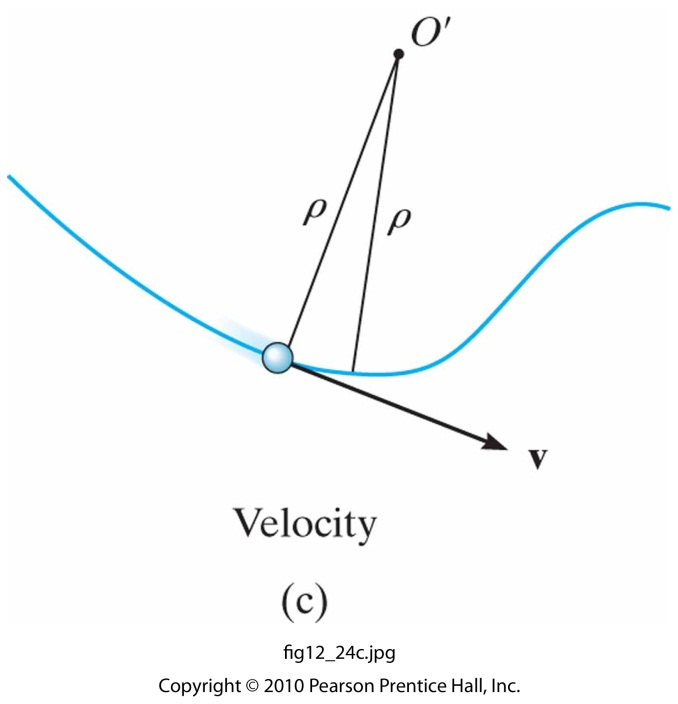 O′
ρ
ρ
v
Velocity
(c)
fig12_24c.jpg
Copyright © 2010 Pearson Prentice Hall, Inc.